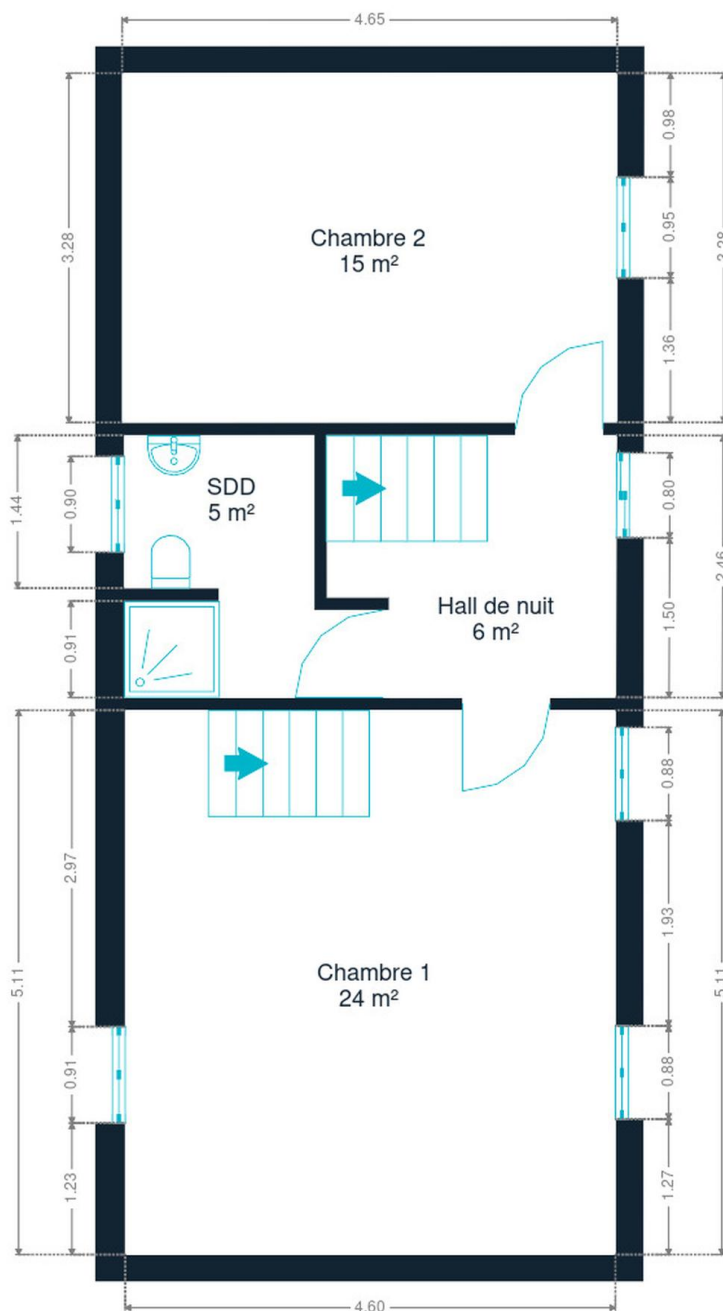 4.65
0.98
3.28
0.95
3.28
Chambre 2
15 m²
1.36
1.44
0.90
SDD
5 m²
0.80
2.46
Hall de nuit
6 m²
1.50
0.91
0.88
2.97
1.93
5.11
Chambre 1
24 m²
5.11
0.91
0.88
1.23
1.27
4.60